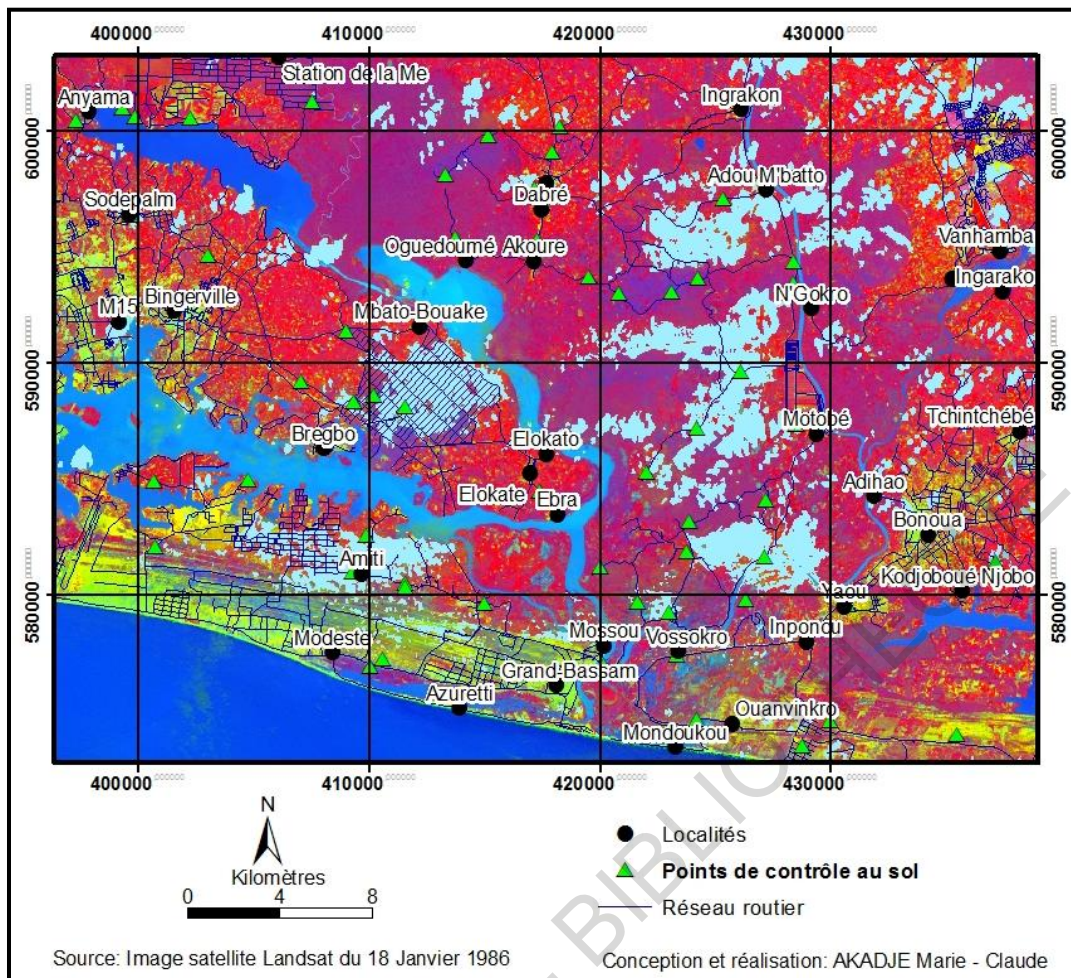 400000 410000 420000 430000
Station de la Me
Anyama
Ingrakon
600000
600000
Adou M'batto
Dabré
Sodepalm
Vanhamba
Oguedoumé Akoure
Ingarako
M15 Bingerville
N'Gokro
Mbato-Bouake
590000
590000
Tchintchébé
Motobé
Bregbo
Elokato
Adihao
Elokate Ebra
Bonoua
Amiti
Kodjoboué Njobo
580000
580000
Yaou
Modeste
Mossou
Vossokro
Inpondu
Grand-Bassam
Azuretti
Ouanvinkro
Mondoukou
400000 410000 420000 430000
N
Kilomètres
0 4 8
Localités
Points de contrôle au sol
Réseau routier
Source: Image satellite Landsat du 18 Janvier 1986
Conception et réalisation: AKADJE Marie - Claude